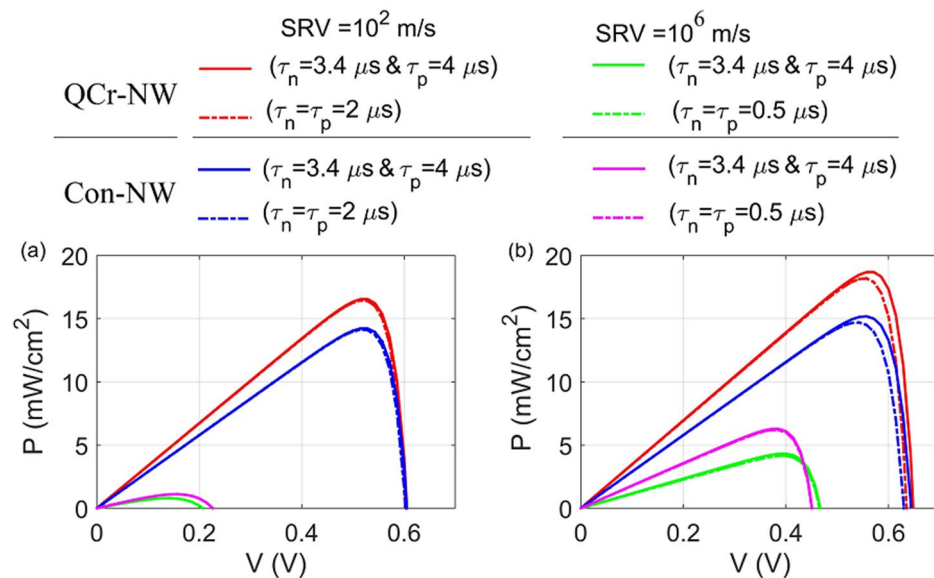 SRV =10² m/s SRV =10⁶ m/s
QCr-NW (τₙ=3.4 μs & τₚ=4 μs) (τₙ=3.4 μs & τₚ=4 μs)
(τₙ=τₚ=2 μs) (τₙ=τₚ=0.5 μs)
Con-NW (τₙ=3.4 μs & τₚ=4 μs) (τₙ=3.4 μs & τₚ=4 μs)
(τₙ=τₚ=2 μs) (τₙ=τₚ=0.5 μs)
(a)
P (mW/cm²)
20
15
10
5
0
0 0.2 0.4 0.6
V (V)
(b)
P (mW/cm²)
20
15
10
5
0
0 0.2 0.4 0.6
V (V)